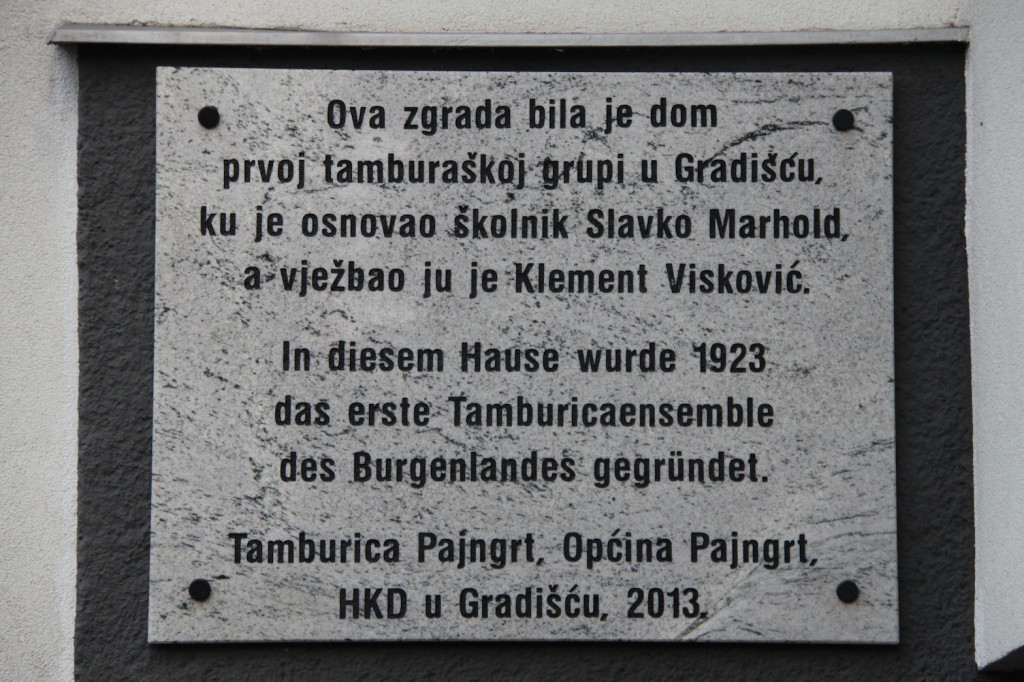 Ova zgrada bila je dom
prvoj tamburaškoj grupi u Gradišću,
ku je osnovao školnik Slavko Marhold,
a vježbao ju je Klement Visković.
In diesem Hause wurde 1923
das erste Tamburicaensemble
des Burgenlandes gegründet.
Tamburica Pajngrt, Općina Pajngrt,
HKD u Gradišću, 2013.